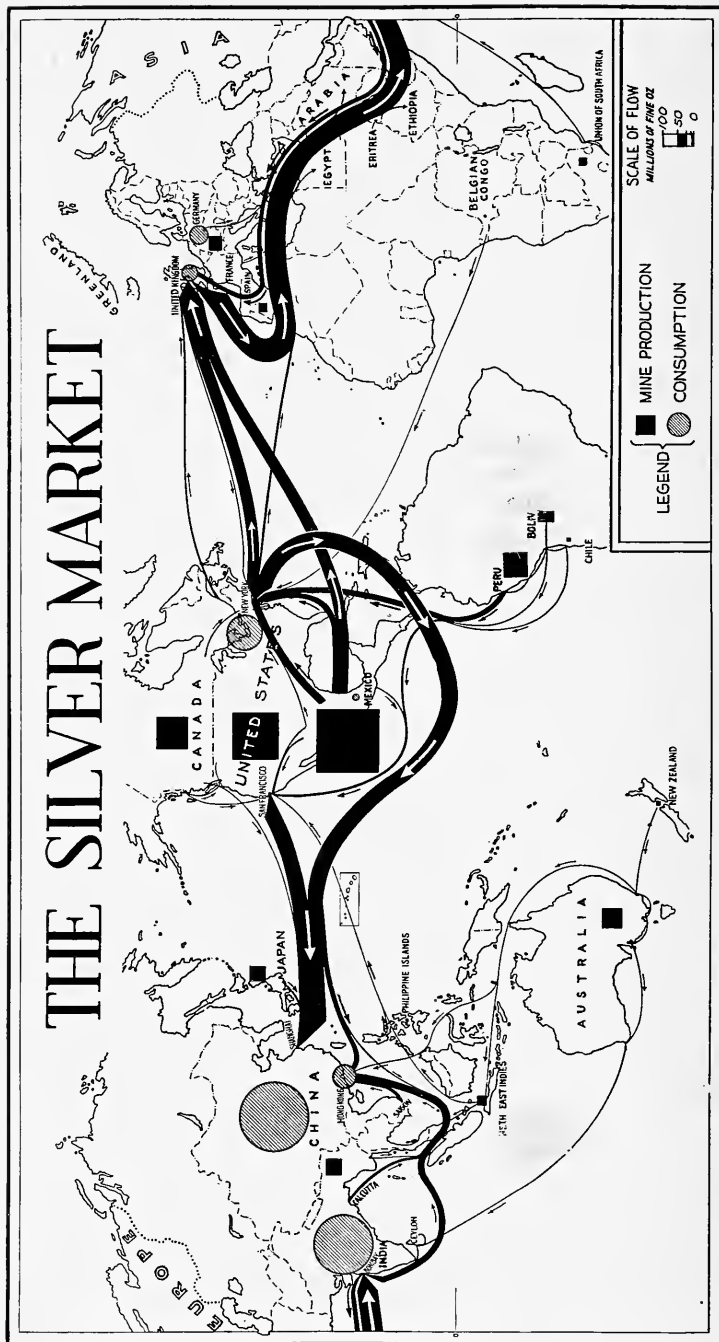 THE SILVER MARKET
ASIA
GREENLAND
EUROPE
UNITED KINGDOM
GERMANY
FRANCE
SPAIN
ARABIA
EGYPT
ERITREA
ETHIOPIA
BELGIAN CONGO
UNION OF SOUTH AFRICA
CANADA
UNITED STATES
NEW YORK
SAN FRANCISCO
MEXICO
PERU
CHILE
JAPAN
SHANGHAI
CHINA
HONG KONG
PHILIPPINE ISLANDS
SAIGON
CALCUTTA
BOMBAY
INDIA
CEYLON
NETH EAST INDIES
AUSTRALIA
NEW ZEALAND
LEGEND
MINE PRODUCTION
CONSUMPTION
SCALE OF FLOW
MILLIONS OF FINE OZ
100
50
0